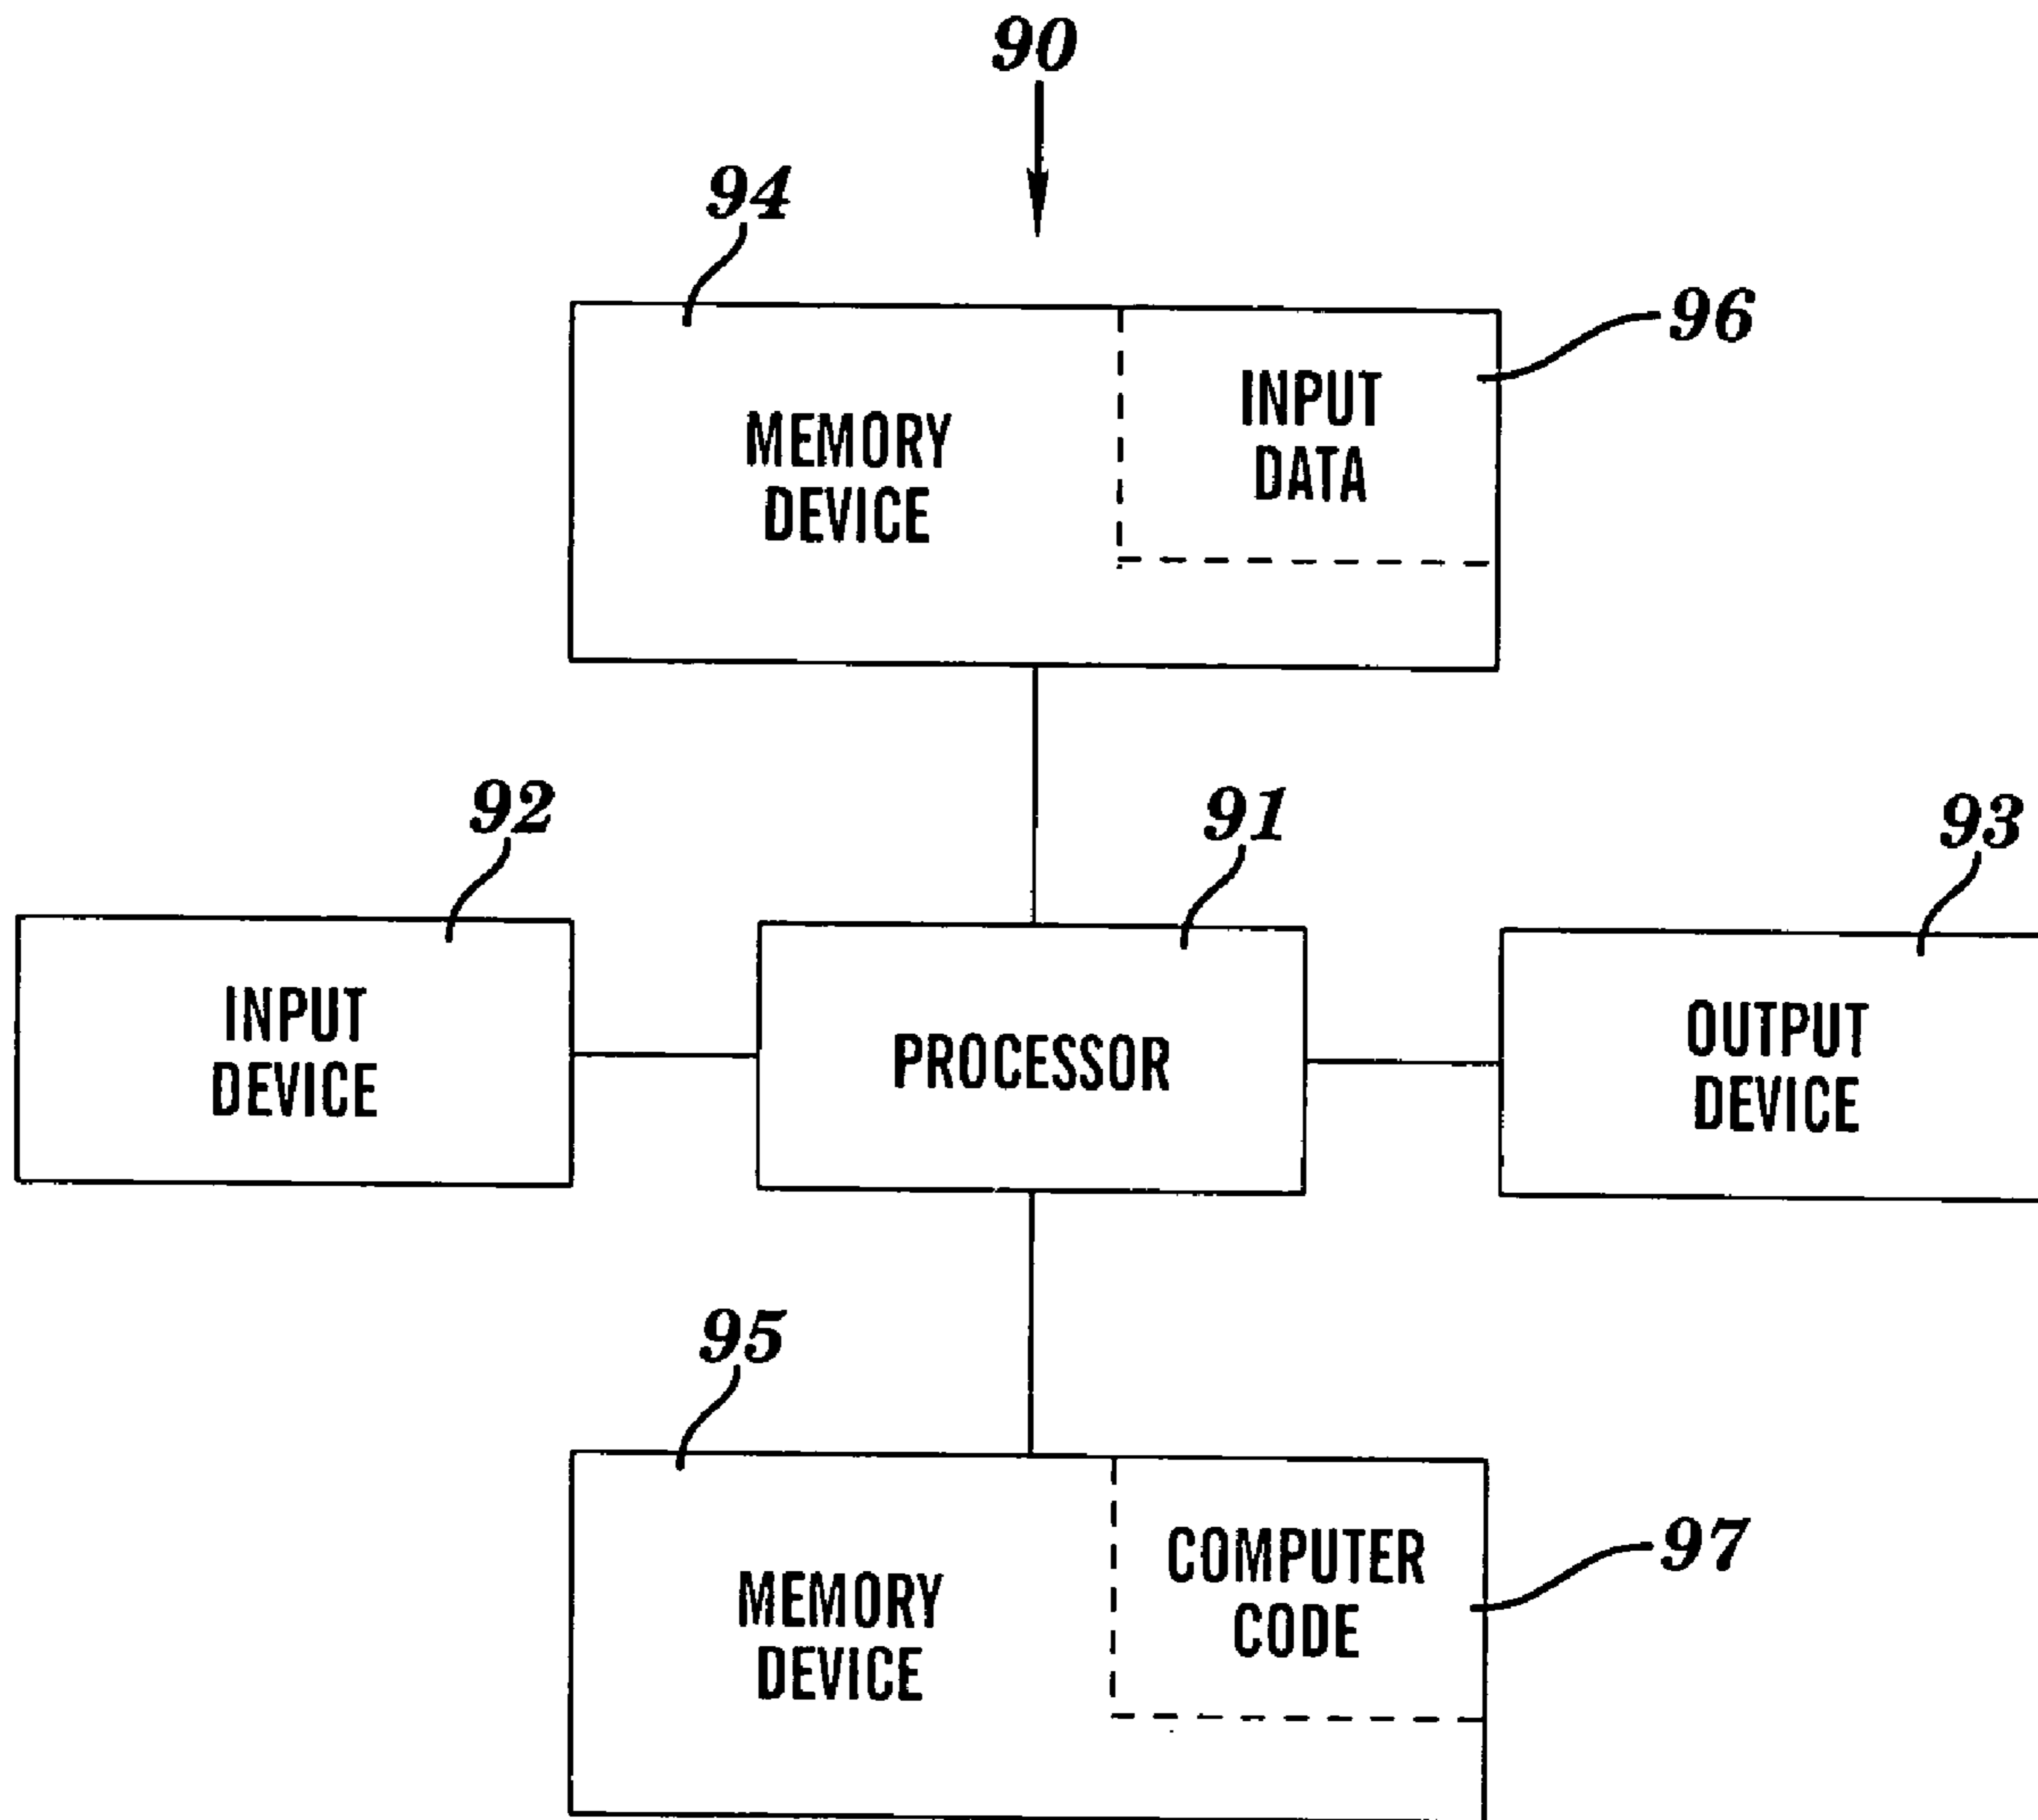 90
94
96
MEMORY
DEVICE
INPUT
DATA
92
91
93
INPUT
DEVICE
PROCESSOR
OUTPUT
DEVICE
95
97
MEMORY
DEVICE
COMPUTER
CODE